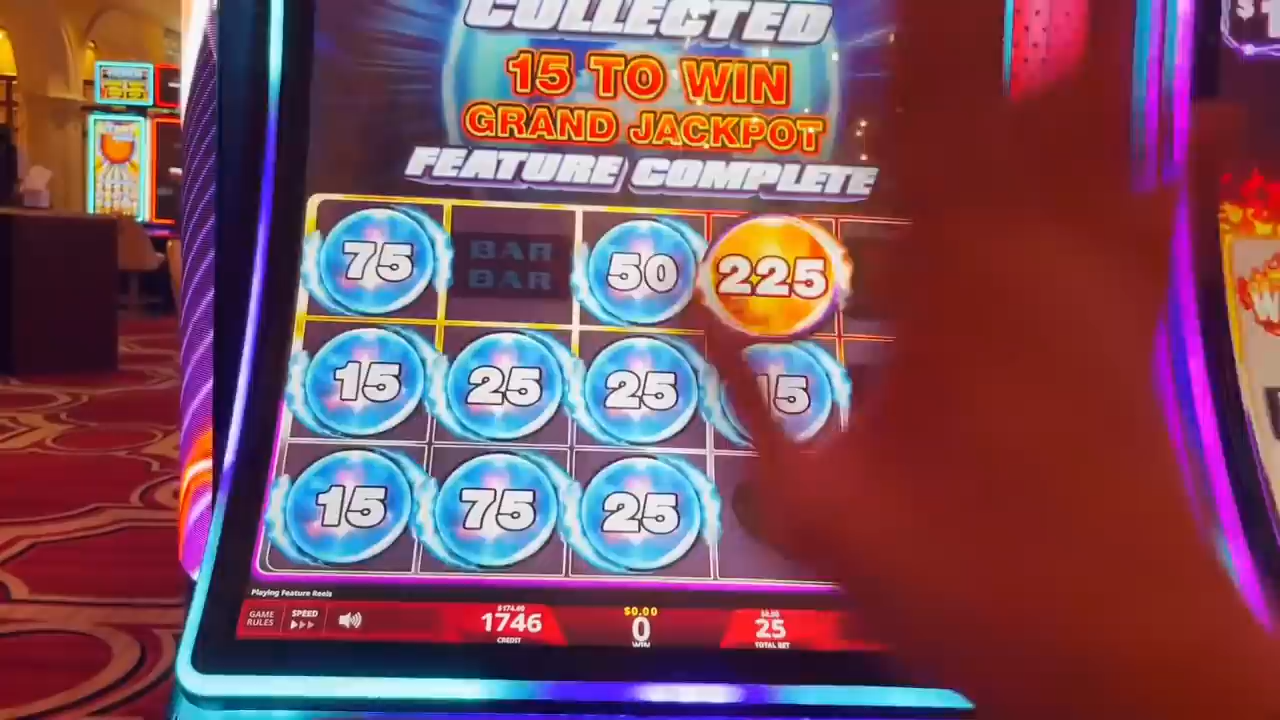 COLLECTED
15 TO WIN
GRAND JACKPOT
FEATURE COMPLETE
75 BAR BAR 50 225
15 25 25 15
15 75 25
Playing Feature Reels
GAME RULES SPEED 1746 CREDIT $0.00 0 WIN 25 TOTAL BET